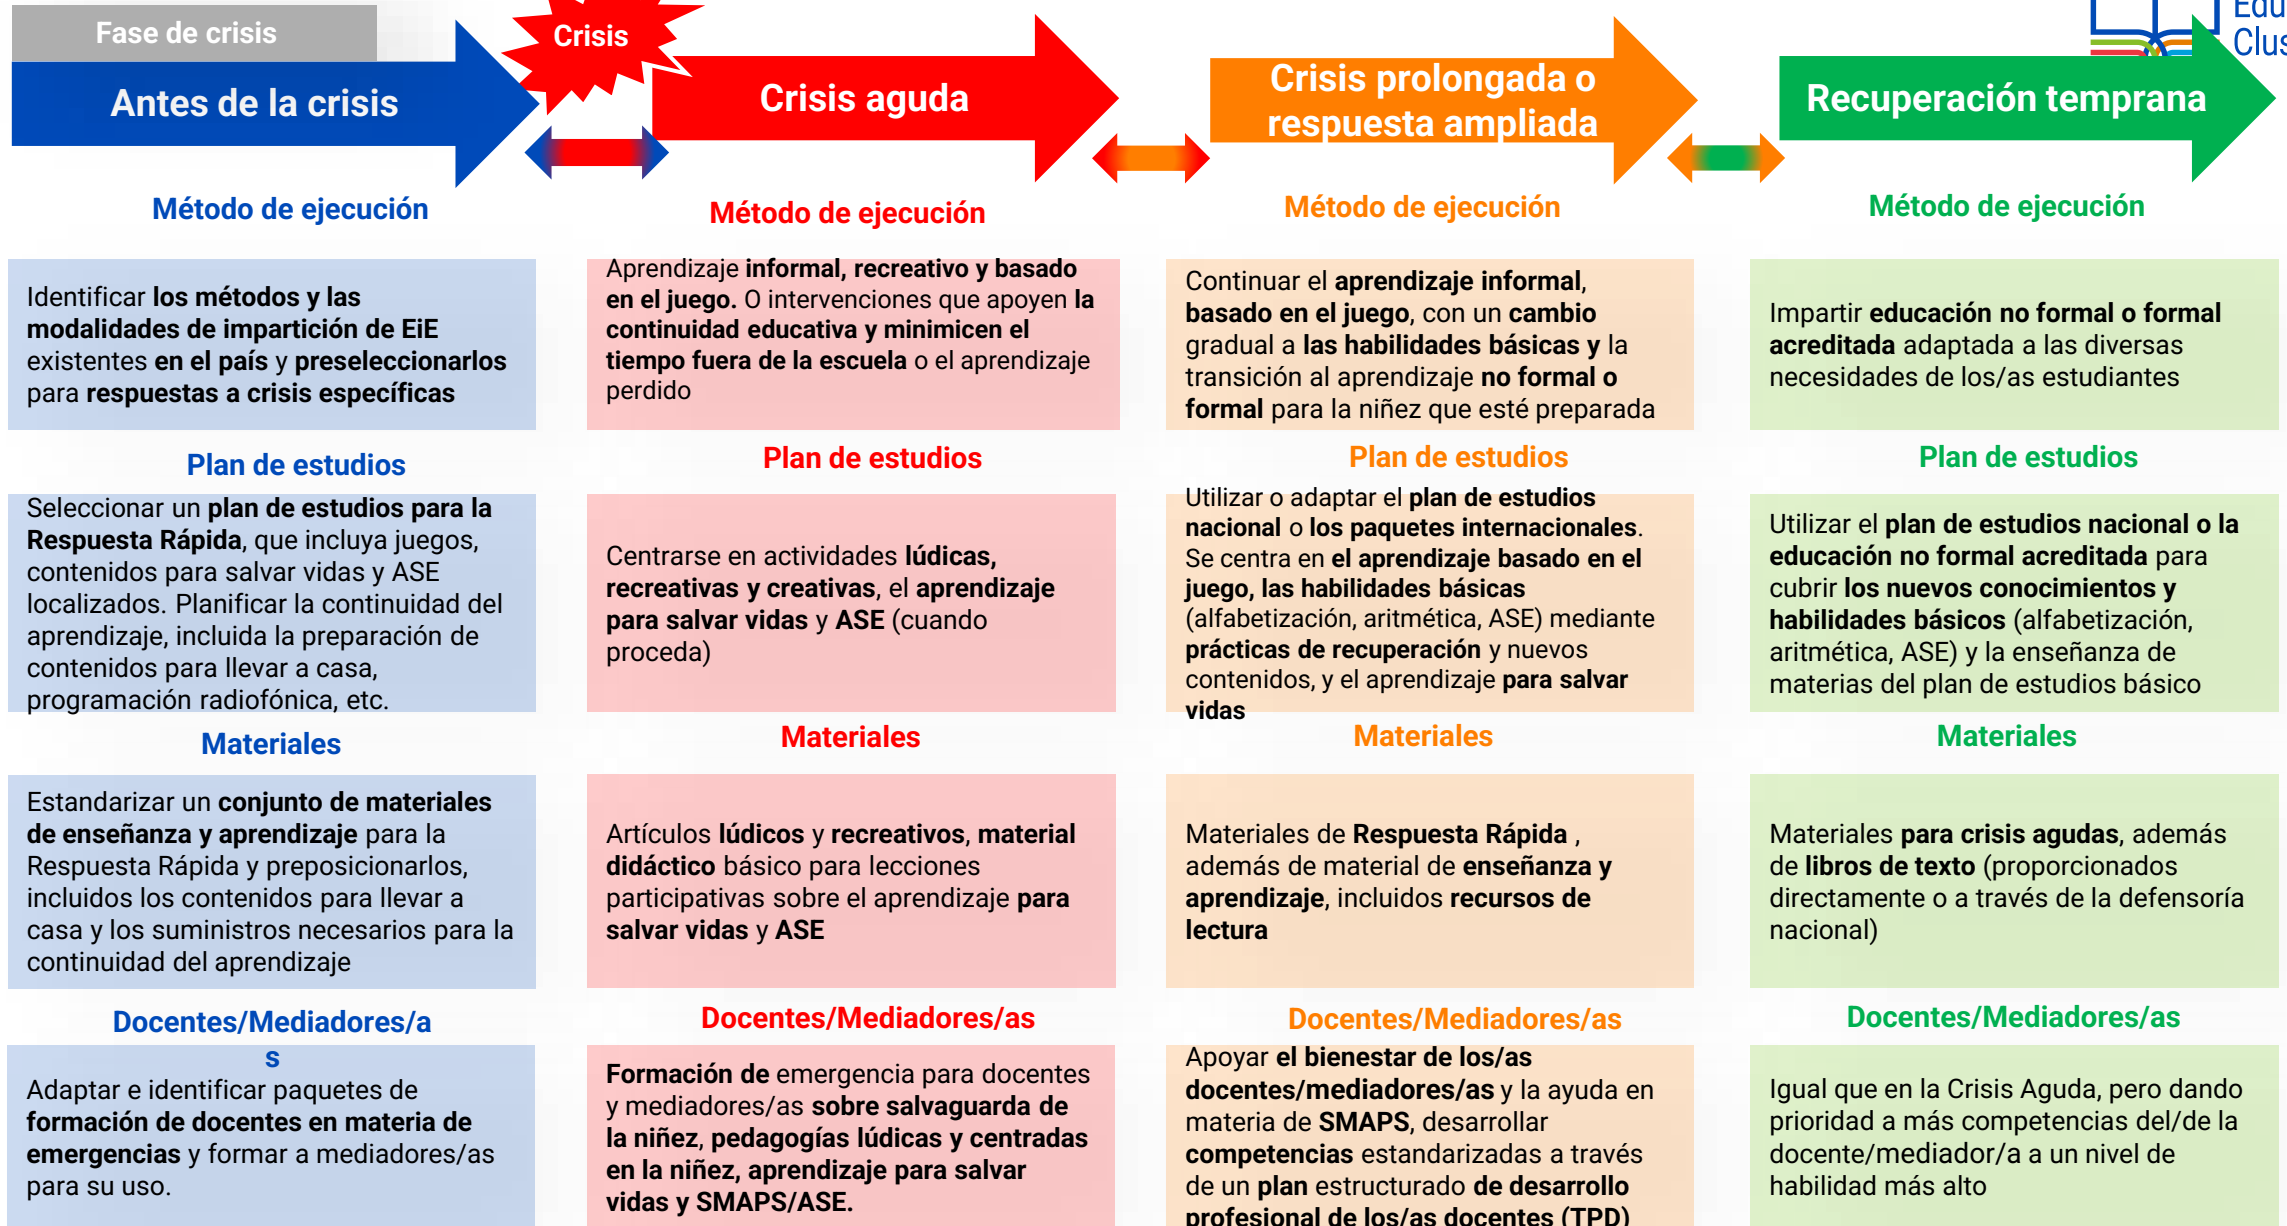 Fase de crisis
Crisis
Antes de la crisis
Crisis aguda
Crisis prolongada o
respuesta ampliada
Recuperación temprana
Método de ejecución
Identificar los métodos y las
modalidades de impartición de EiE
existentes en el país y preseleccionarlos
para respuestas a crisis específicas
Plan de estudios
Seleccionar un plan de estudios para la
Respuesta Rápida, que incluya juegos,
contenidos para salvar vidas y ASE
localizados. Planificar la continuidad del
aprendizaje, incluida la preparación de
contenidos para llevar a casa,
programación radiofónica, etc.
Materiales
Estandarizar un conjunto de materiales
de enseñanza y aprendizaje para la
Respuesta Rápida y preposicionarlos,
incluidos los contenidos para llevar a
casa y los suministros necesarios para la
continuidad del aprendizaje
Docentes/Mediadores/a
s
Adaptar e identificar paquetes de
formación de docentes en materia de
emergencias y formar a mediadores/as
para su uso.
Método de ejecución
Aprendizaje informal, recreativo y basado
en el juego. O intervenciones que apoyen la
continuidad educativa y minimicen el
tiempo fuera de la escuela o el aprendizaje
perdido
Plan de estudios
Centrarse en actividades lúdicas,
recreativas y creativas, el aprendizaje
para salvar vidas y ASE (cuando
proceda)
Materiales
Artículos lúdicos y recreativos, material
didáctico básico para lecciones
participativas sobre el aprendizaje para
salvar vidas y ASE
Docentes/Mediadores/as
Formación de emergencia para docentes
y mediadores/as sobre salvaguarda de
la niñez, pedagogías lúdicas y centradas
en la niñez, aprendizaje para salvar
vidas y SMAPS/ASE.
Método de ejecución
Continuar el aprendizaje informal,
basado en el juego, con un cambio
gradual a las habilidades básicas y la
transición al aprendizaje no formal o
formal para la niñez que esté preparada
Plan de estudios
Utilizar o adaptar el plan de estudios
nacional o los paquetes internacionales.
Se centra en el aprendizaje basado en el
juego, las habilidades básicas
(alfabetización, aritmética, ASE) mediante
prácticas de recuperación y nuevos
contenidos, y el aprendizaje para salvar
vidas
Materiales
Materiales de Respuesta Rápida ,
además de material de enseñanza y
aprendizaje, incluidos recursos de
lectura
Docentes/Mediadores/as
Apoyar el bienestar de los/as
docentes/mediadores/as y la ayuda en
materia de SMAPS, desarrollar
competencias estandarizadas a través
de un plan estructurado de desarrollo
profesional de los/as docentes (TPD)
Método de ejecución
Impartir educación no formal o formal
acreditada adaptada a las diversas
necesidades de los/as estudiantes
Plan de estudios
Utilizar el plan de estudios nacional o la
educación no formal acreditada para
cubrir los nuevos conocimientos y
habilidades básicos (alfabetización,
aritmética, ASE) y la enseñanza de
materias del plan de estudios básico
Materiales
Materiales para crisis agudas, además
de libros de texto (proporcionados
directamente o a través de la defensoría
nacional)
Docentes/Mediadores/as
Igual que en la Crisis Aguda, pero dando
prioridad a más competencias del/de la
docente/mediador/a a un nivel de
habilidad más alto